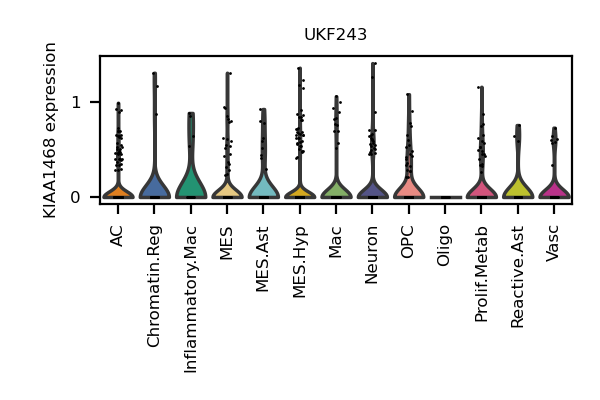 UKF243
KIAA1468 expression
1
0
AC
Chromatin.Reg
Inflammatory.Mac
MES
MES.Ast
MES.Hyp
Mac
Neuron
OPC
Oligo
Prolif.Metab
Reactive.Ast
Vasc